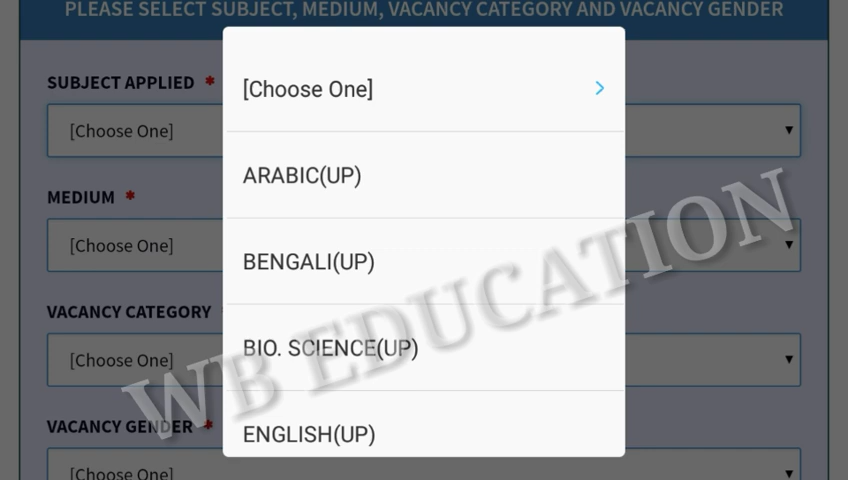 PLEASE SELECT SUBJECT, MEDIUM, VACANCY CATEGORY AND VACANCY GENDER
SUBJECT APPLIED *
[Choose One]
MEDIUM *
[Choose One]
VACANCY CATEGORY
[Choose One]
VACANCY GENDER *
[Choose One]
[Choose One]
ARABIC(UP)
BENGALI(UP)
BIO. SCIENCE(UP)
ENGLISH(UP)
WB EDUCATION